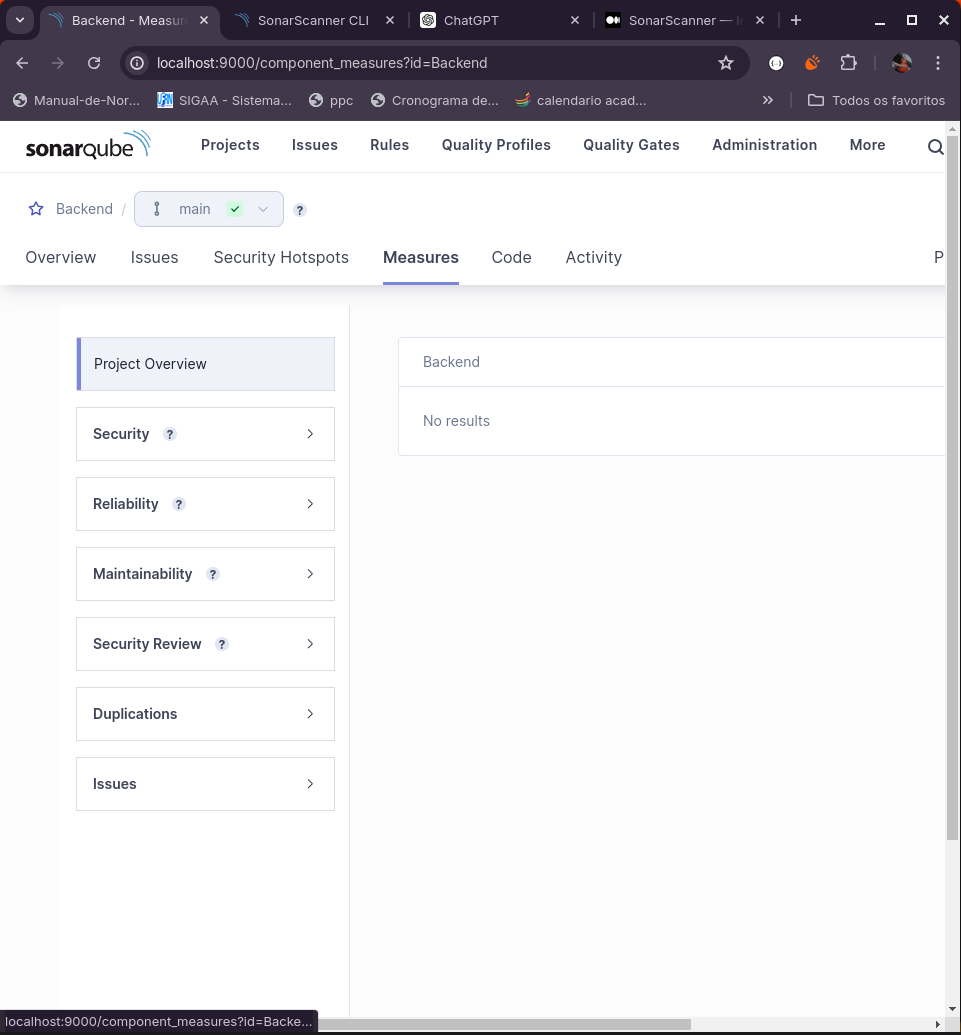 Backend - Measur
SonarScanner CLI
ChatGPT
SonarScanner — I
localhost:9000/component_measures?id=Backend
Manual-de-Nor...
SIGAA - Sistema...
ppc
Cronograma de...
calendario acad...
Todos os favoritos
sonarqube
Projects
Issues
Rules
Quality Profiles
Quality Gates
Administration
More
Backend / main ?
Overview
Issues
Security Hotspots
Measures
Code
Activity
P
Project Overview
Security ?
Reliability ?
Maintainability ?
Security Review ?
Duplications
Issues
Backend
No results
localhost:9000/component_measures?id=Backe...